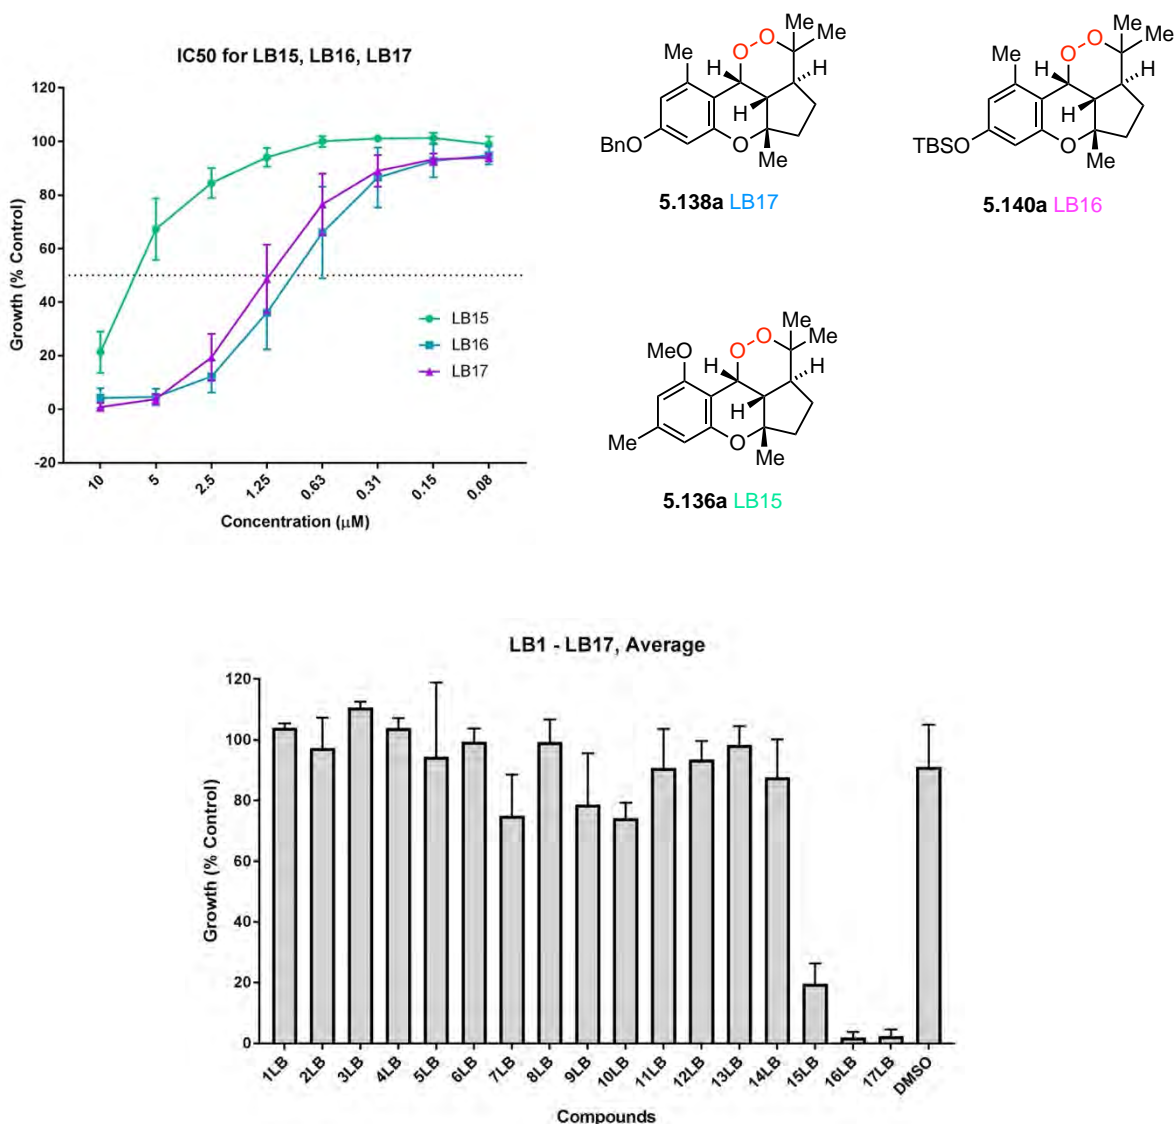 IC50 for LB15, LB16, LB17
Growth (% Control)
120
100
80
60
40
20
0
-20
LB15
LB16
LB17
10 5 2.5 1.25 0.63 0.31 0.15 0.08
Concentration (μM)
Me
O
O
Me
Me
H
H
BnO
O
Me
5.138a LB17
Me
O
O
Me
Me
H
H
TBSO
O
Me
5.140a LB16
MeO
O
O
Me
Me
H
H
Me
O
Me
5.136a LB15
LB1 - LB17, Average
Growth (% Control)
120
100
80
60
40
20
0
1LB 2LB 3LB 4LB 5LB 6LB 7LB 8LB 9LB 10LB 11LB 12LB 13LB 14LB 15LB 16LB 17LB DMSO
Compounds